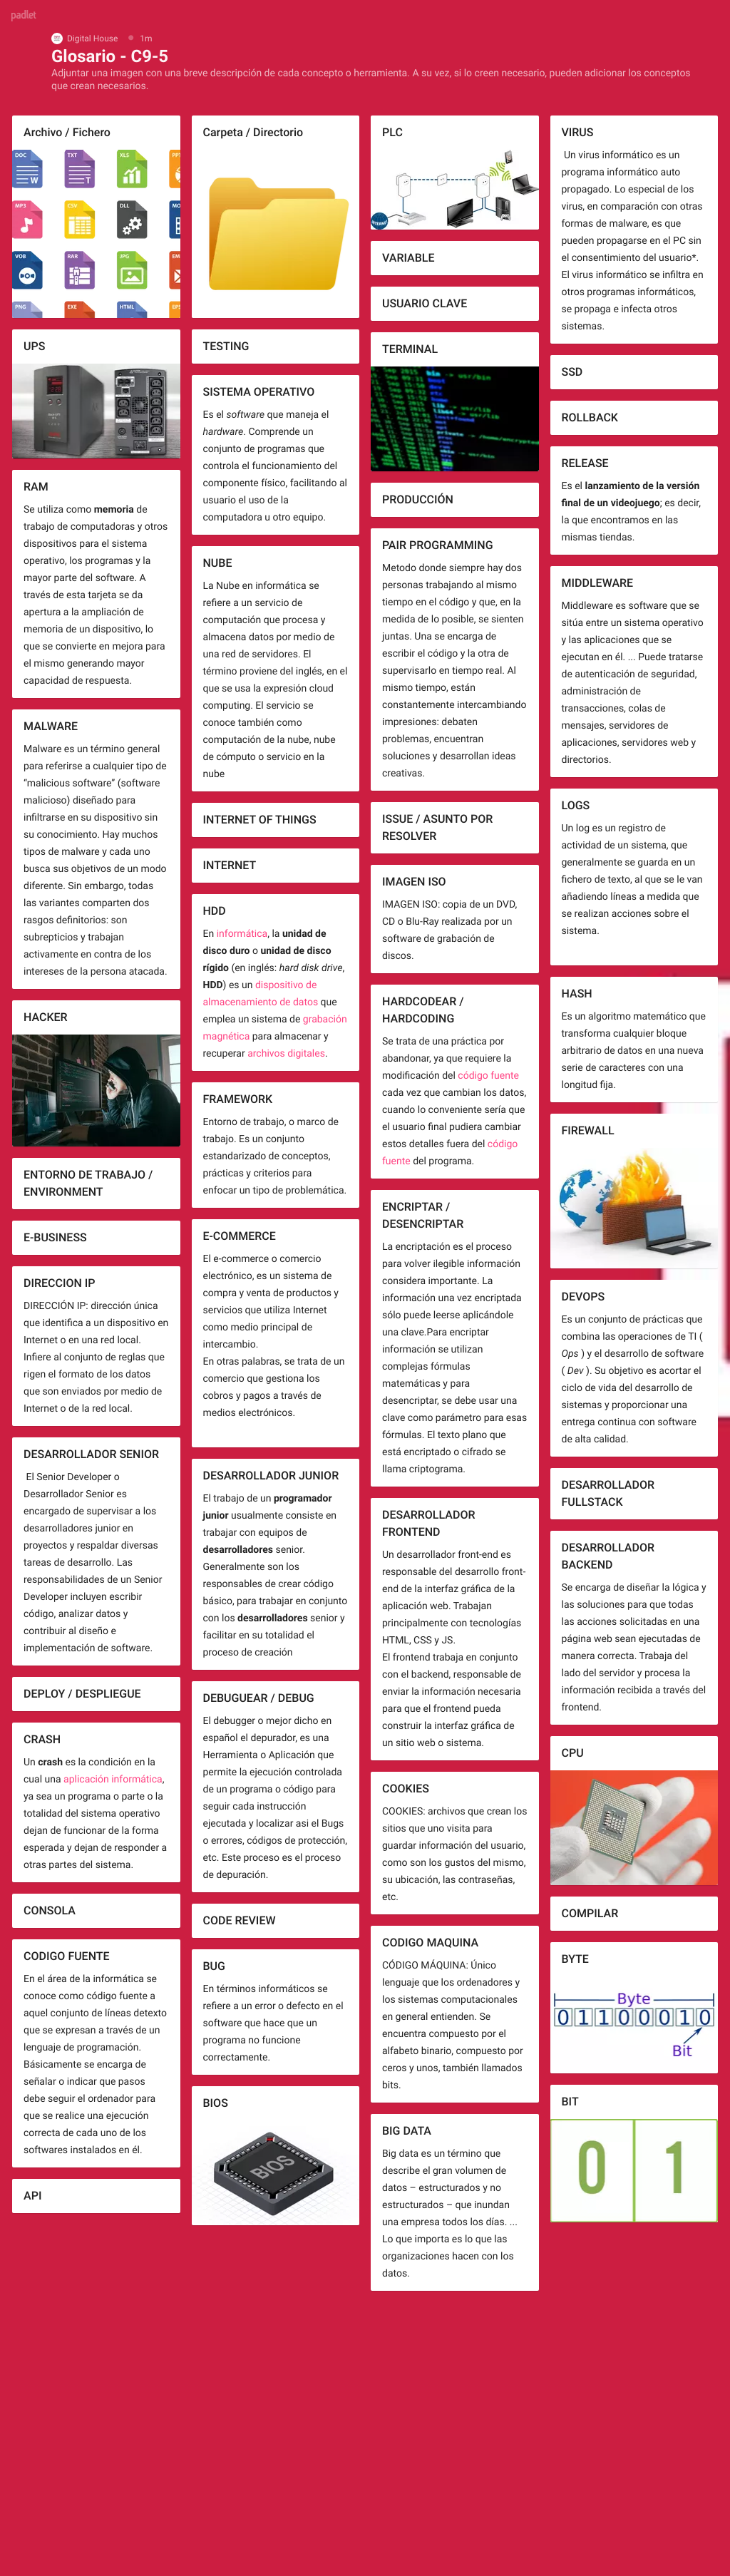 padlet
Digital House 1m
Glosario - C9-5
Adjuntar una imagen con una breve descripción de cada concepto o herramienta. A su vez, si lo creen necesario, pueden adicionar los conceptos
que crean necesarios.
Archivo / Fichero
DOC
TXT
XLS
MP3
CSV
DLL
VOB
RAR
JPG
PNG
EXE
HTML
UPS
RAM
Se utiliza como memoria de
trabajo de computadoras y otros
dispositivos para el sistema
operativo, los programas y la
mayor parte del software. A
través de esta tarjeta se da
apertura a la ampliación de
memoria de un dispositivo, lo
que se convierte en mejora para
el mismo generando mayor
capacidad de respuesta.
MALWARE
Malware es un término general
para referirse a cualquier tipo de
“malicious software” (software
malicioso) diseñado para
infiltrarse en su dispositivo sin
su conocimiento. Hay muchos
tipos de malware y cada uno
busca sus objetivos de un modo
diferente. Sin embargo, todas
las variantes comparten dos
rasgos definitorios: son
subrepticios y trabajan
activamente en contra de los
intereses de la persona atacada.
HACKER
ENTORNO DE TRABAJO /
ENVIRONMENT
E-BUSINESS
DIRECCION IP
DIRECCIÓN IP: dirección única
que identifica a un dispositivo en
Internet o en una red local.
Infiere al conjunto de reglas que
rigen el formato de los datos
que son enviados por medio de
Internet o de la red local.
DESARROLLADOR SENIOR
El Senior Developer o
Desarrollador Senior es
encargado de supervisar a los
desarrolladores junior en
proyectos y respaldar diversas
tareas de desarrollo. Las
responsabilidades de un Senior
Developer incluyen escribir
código, analizar datos y
contribuir al diseño e
implementación de software.
DEPLOY / DESPLIEGUE
CRASH
Un crash es la condición en la
cual una aplicación informática,
ya sea un programa o parte o la
totalidad del sistema operativo
dejan de funcionar de la forma
esperada y dejan de responder a
otras partes del sistema.
CONSOLA
CODIGO FUENTE
En el área de la informática se
conoce como código fuente a
aquel conjunto de líneas detexto
que se expresan a través de un
lenguaje de programación.
Básicamente se encarga de
señalar o indicar que pasos
debe seguir el ordenador para
que se realice una ejecución
correcta de cada uno de los
softwares instalados en él.
API
Carpeta / Directorio
TESTING
SISTEMA OPERATIVO
Es el software que maneja el
hardware. Comprende un
conjunto de programas que
controla el funcionamiento del
componente físico, facilitando al
usuario el uso de la
computadora u otro equipo.
NUBE
La Nube en informática se
refiere a un servicio de
computación que procesa y
almacena datos por medio de
una red de servidores. El
término proviene del inglés, en el
que se usa la expresión cloud
computing. El servicio se
conoce también como
computación de la nube, nube
de cómputo o servicio en la
nube
INTERNET OF THINGS
INTERNET
HDD
En informática, la unidad de
disco duro o unidad de disco
rígido (en inglés: hard disk drive,
HDD) es un dispositivo de
almacenamiento de datos que
emplea un sistema de grabación
magnética para almacenar y
recuperar archivos digitales.
FRAMEWORK
Entorno de trabajo, o marco de
trabajo. Es un conjunto
estandarizado de conceptos,
prácticas y criterios para
enfocar un tipo de problemática.
E-COMMERCE
El e-commerce o comercio
electrónico, es un sistema de
compra y venta de productos y
servicios que utiliza Internet
como medio principal de
intercambio.
En otras palabras, se trata de un
comercio que gestiona los
cobros y pagos a través de
medios electrónicos.
DESARROLLADOR JUNIOR
El trabajo de un programador
junior usualmente consiste en
trabajar con equipos de
desarrolladores senior.
Generalmente son los
responsables de crear código
básico, para trabajar en conjunto
con los desarrolladores senior y
facilitar en su totalidad el
proceso de creación
DEBUGUEAR / DEBUG
El debugger o mejor dicho en
español el depurador, es una
Herramienta o Aplicación que
permite la ejecución controlada
de un programa o código para
seguir cada instrucción
ejecutada y localizar asi el Bugs
o errores, códigos de protección,
etc. Este proceso es el proceso
de depuración.
CODE REVIEW
BUG
En términos informáticos se
refiere a un error o defecto en el
software que hace que un
programa no funcione
correctamente.
BIOS
BIOS
PLC
INTERNET
VARIABLE
USUARIO CLAVE
TERMINAL
PRODUCCIÓN
PAIR PROGRAMMING
Metodo donde siempre hay dos
personas trabajando al mismo
tiempo en el código y que, en la
medida de lo posible, se sienten
juntas. Una se encarga de
escribir el código y la otra de
supervisarlo en tiempo real. Al
mismo tiempo, están
constantemente intercambiando
impresiones: debaten
problemas, encuentran
soluciones y desarrollan ideas
creativas.
ISSUE / ASUNTO POR
RESOLVER
IMAGEN ISO
IMAGEN ISO: copia de un DVD,
CD o Blu-Ray realizada por un
software de grabación de
discos.
HARDCODEAR /
HARDCODING
Se trata de una práctica por
abandonar, ya que requiere la
modificación del código fuente
cada vez que cambian los datos,
cuando lo conveniente sería que
el usuario final pudiera cambiar
estos detalles fuera del código
fuente del programa.
ENCRIPTAR /
DESENCRIPTAR
La encriptación es el proceso
para volver ilegible información
considera importante. La
información una vez encriptada
sólo puede leerse aplicándole
una clave.Para encriptar
información se utilizan
complejas fórmulas
matemáticas y para
desencriptar, se debe usar una
clave como parámetro para esas
fórmulas. El texto plano que
está encriptado o cifrado se
llama criptograma.
DESARROLLADOR
FRONTEND
Un desarrollador front-end es
responsable del desarrollo front-
end de la interfaz gráfica de la
aplicación web. Trabajan
principalmente con tecnologías
HTML, CSS y JS.
El frontend trabaja en conjunto
con el backend, responsable de
enviar la información necesaria
para que el frontend pueda
construir la interfaz gráfica de
un sitio web o sistema.
COOKIES
COOKIES: archivos que crean los
sitios que uno visita para
guardar información del usuario,
como son los gustos del mismo,
su ubicación, las contraseñas,
etc.
CODIGO MAQUINA
CÓDIGO MÁQUINA: Único
lenguaje que los ordenadores y
los sistemas computacionales
en general entienden. Se
encuentra compuesto por el
alfabeto binario, compuesto por
ceros y unos, también llamados
bits.
BIG DATA
Big data es un término que
describe el gran volumen de
datos – estructurados y no
estructurados – que inundan
una empresa todos los días. ...
Lo que importa es lo que las
organizaciones hacen con los
datos.
VIRUS
Un virus informático es un
programa informático auto
propagado. Lo especial de los
virus, en comparación con otras
formas de malware, es que
pueden propagarse en el PC sin
el consentimiento del usuario*.
El virus informático se infiltra en
otros programas informáticos,
se propaga e infecta otros
sistemas.
SSD
ROLLBACK
RELEASE
Es el lanzamiento de la versión
final de un videojuego; es decir,
la que encontramos en las
mismas tiendas.
MIDDLEWARE
Middleware es software que se
sitúa entre un sistema operativo
y las aplicaciones que se
ejecutan en él. ... Puede tratarse
de autenticación de seguridad,
administración de
transacciones, colas de
mensajes, servidores de
aplicaciones, servidores web y
directorios.
LOGS
Un log es un registro de
actividad de un sistema, que
generalmente se guarda en un
fichero de texto, al que se le van
añadiendo líneas a medida que
se realizan acciones sobre el
sistema.
HASH
Es un algoritmo matemático que
transforma cualquier bloque
arbitrario de datos en una nueva
serie de caracteres con una
longitud fija.
FIREWALL
DEVOPS
Es un conjunto de prácticas que
combina las operaciones de TI (
Ops ) y el desarrollo de software
( Dev ). Su objetivo es acortar el
ciclo de vida del desarrollo de
sistemas y proporcionar una
entrega continua con software
de alta calidad.
DESARROLLADOR
FULLSTACK
DESARROLLADOR
BACKEND
Se encarga de diseñar la lógica y
las soluciones para que todas
las acciones solicitadas en una
página web sean ejecutadas de
manera correcta. Trabaja del
lado del servidor y procesa la
información recibida a través del
frontend.
CPU
COMPILAR
BYTE
Byte
0 1 1 0 0 0 1 0
Bit
BIT
0 1